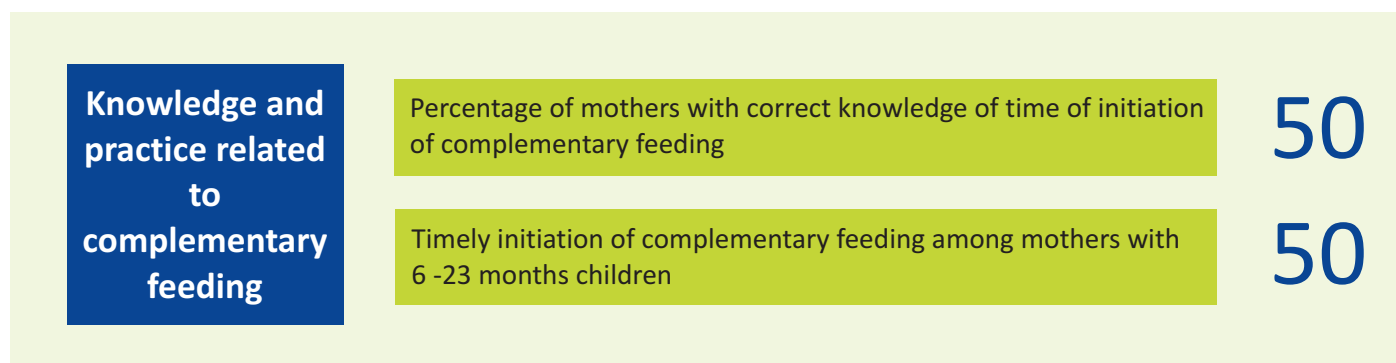 Knowledge and
practice related
to
complementary
feeding
Percentage of mothers with correct knowledge of time of initiation
of complementary feeding
50
Timely initiation of complementary feeding among mothers with
6 -23 months children
50